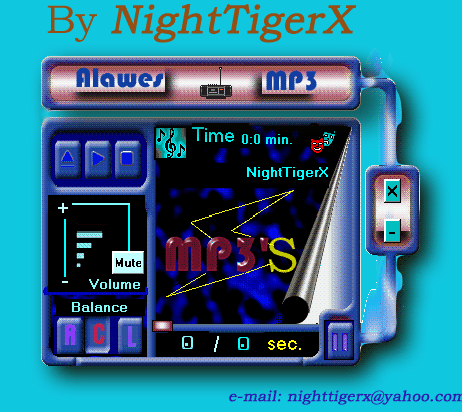 By NightTigerX
Alawes MP3
Time 0:0 min.
NightTigerX
MP3'S
x
-
+
Mute
-
Volume
Balance
R C L
0 / 0 sec.
e-mail: nighttigerx@yahoo.com